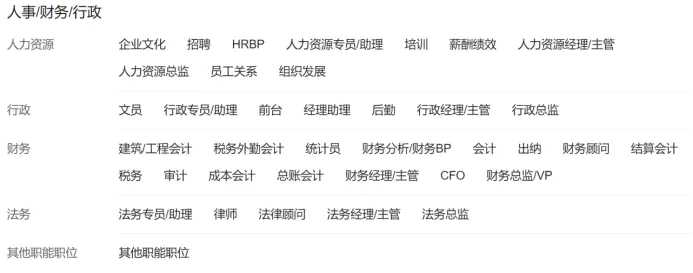 人事/财务/行政
人力资源 企业文化 招聘 HRBP 人力资源专员/助理 培训 薪酬绩效 人力资源经理/主管
人力资源总监 员工关系 组织发展
行政 文员 行政专员/助理 前台 经理助理 后勤 行政经理/主管 行政总监
财务 建筑/工程会计 税务外勤会计 统计员 财务分析/财务BP 会计 出纳 财务顾问 结算会计
税务 审计 成本会计 总账会计 财务经理/主管 CFO 财务总监/VP
法务 法务专员/助理 律师 法律顾问 法务经理/主管 法务总监
其他职能职位 其他职能职位